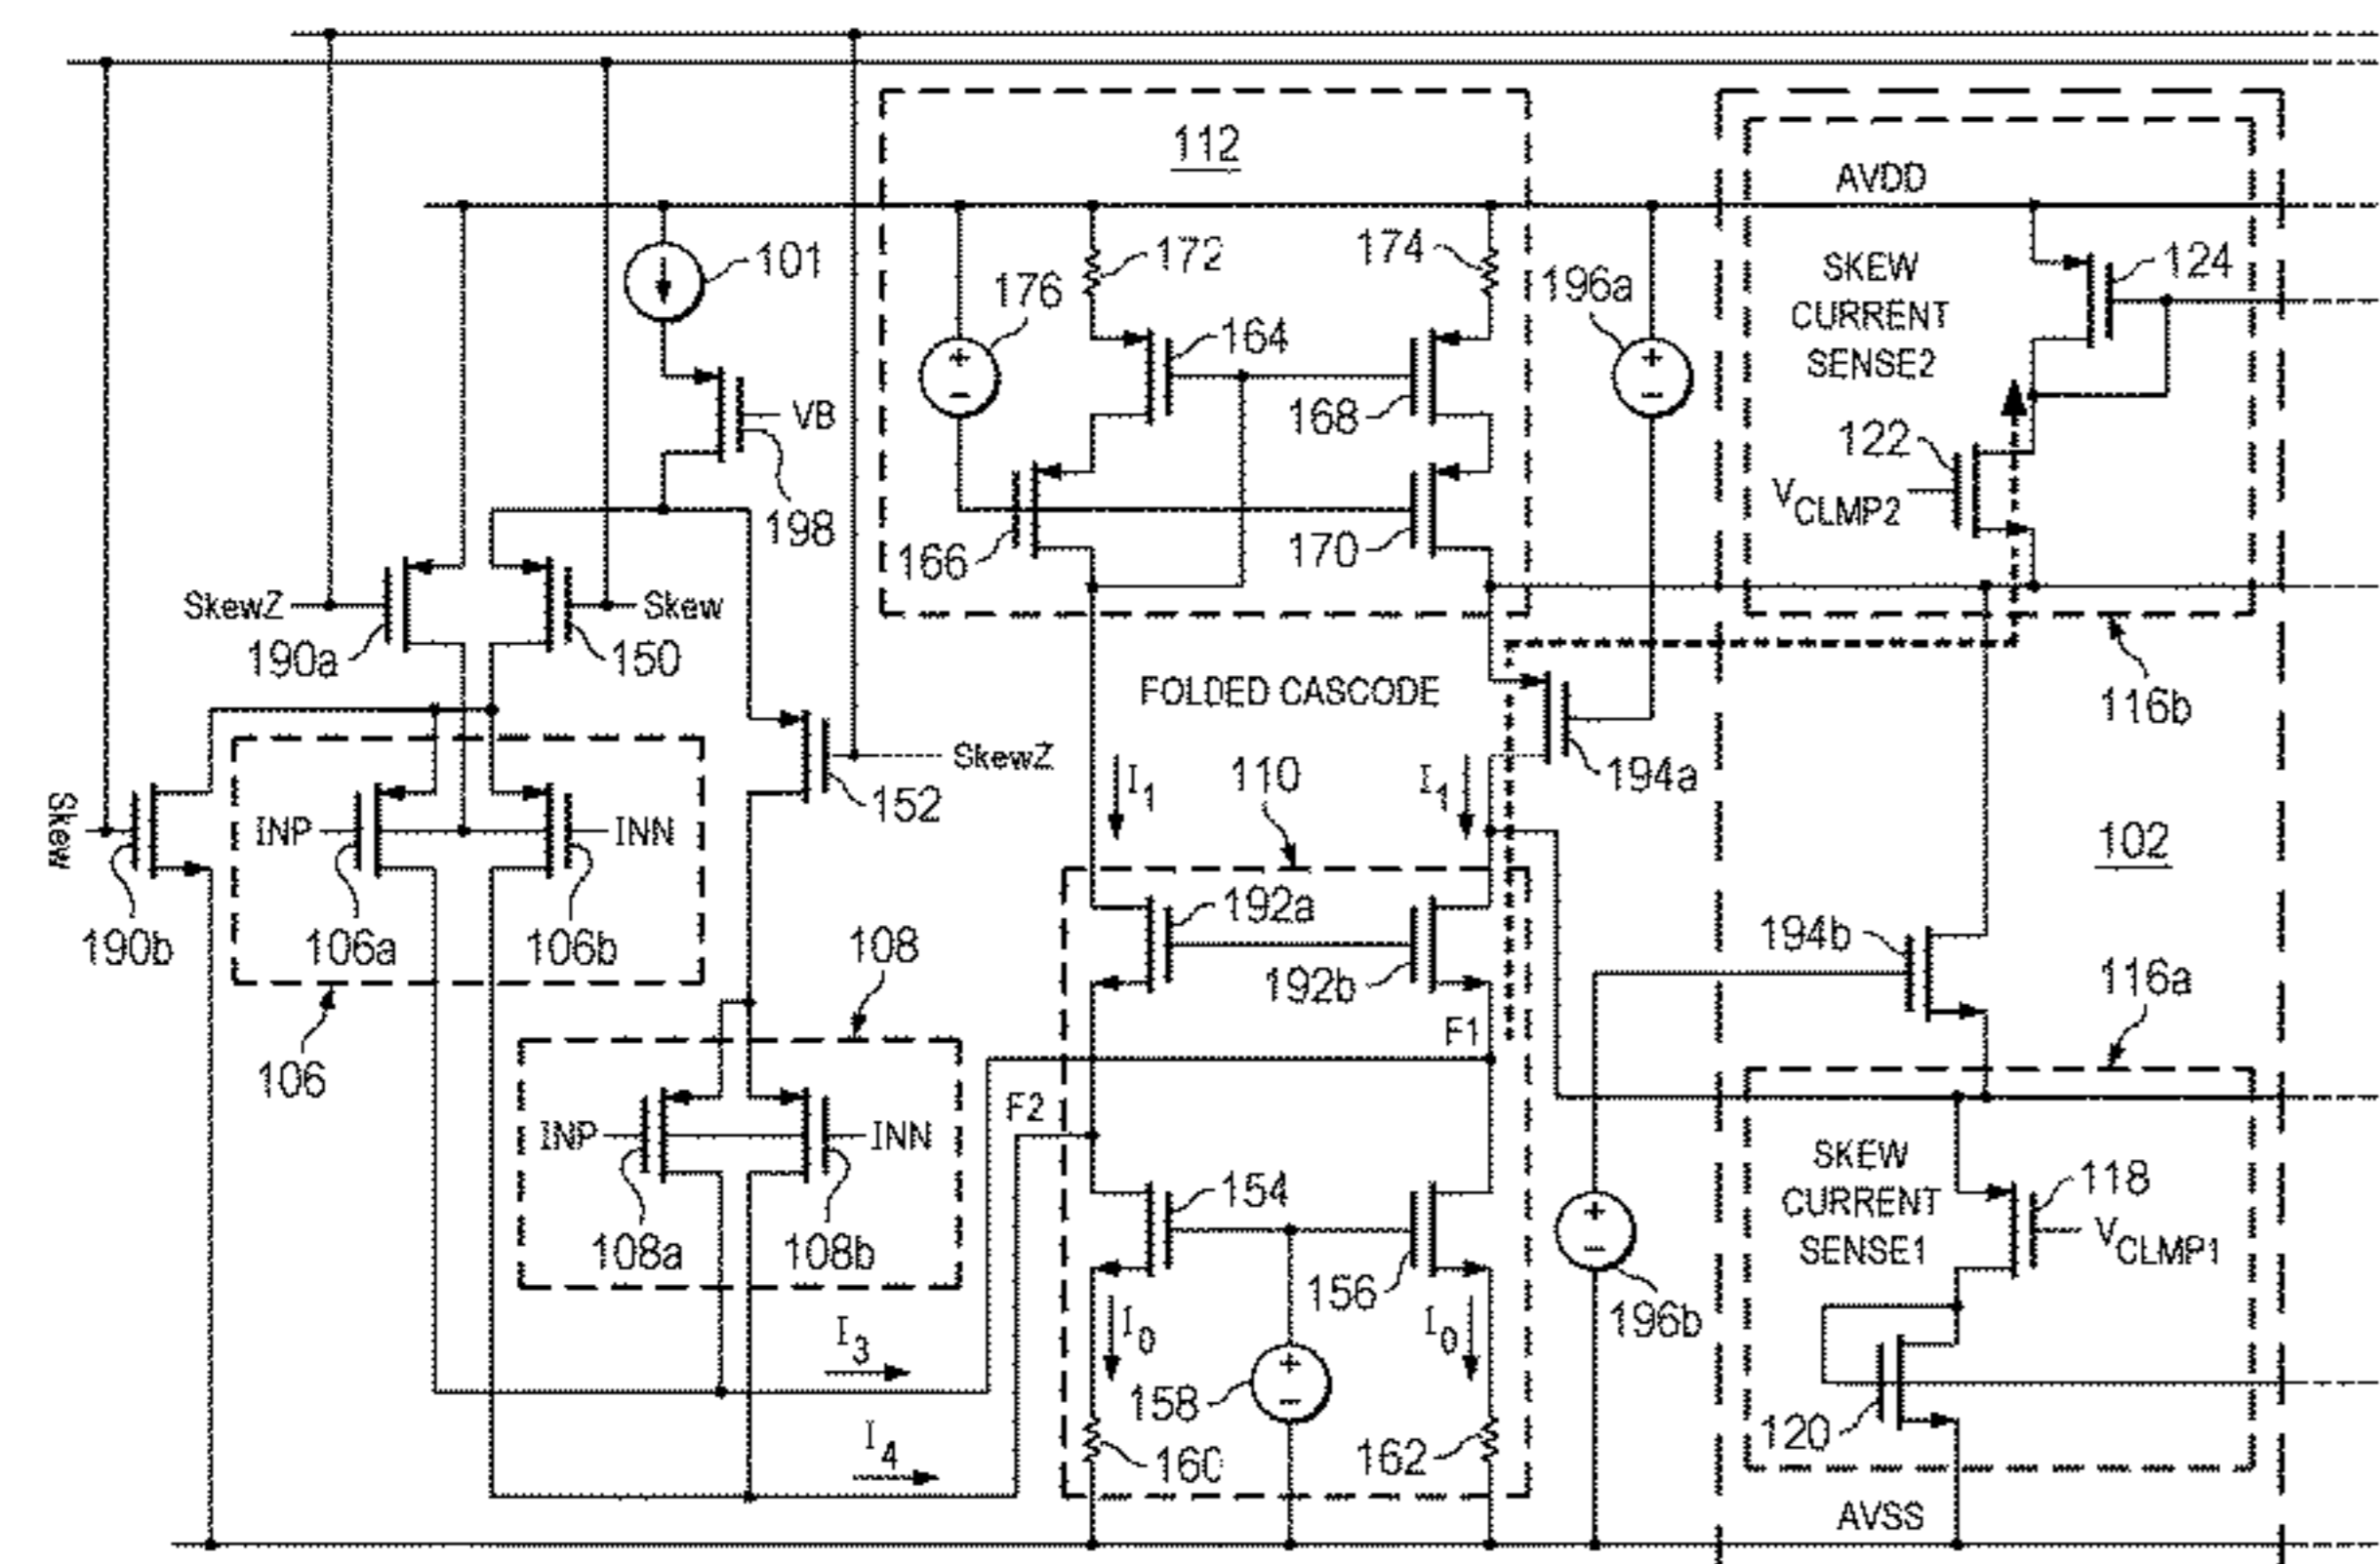 112
AVDD
101
172
174
176
196a
SKEW
CURRENT
SENSE2
124
164
VB
168
122
VCLMP2
198
166
170
SkewZ
Skew
190a
150
FOLDED CASCODE
116b
SkewZ
152
I1
110
I1
194a
Skew
INP
INN
102
190b
106a
106b
108
192a
192b
194b
116a
F1
106
F2
INP
INN
SKEW
CURRENT
SENSE1
118
VCLMP1
108a
108b
154
156
196b
I0
I0
I3
158
120
I4
160
162
AVSS